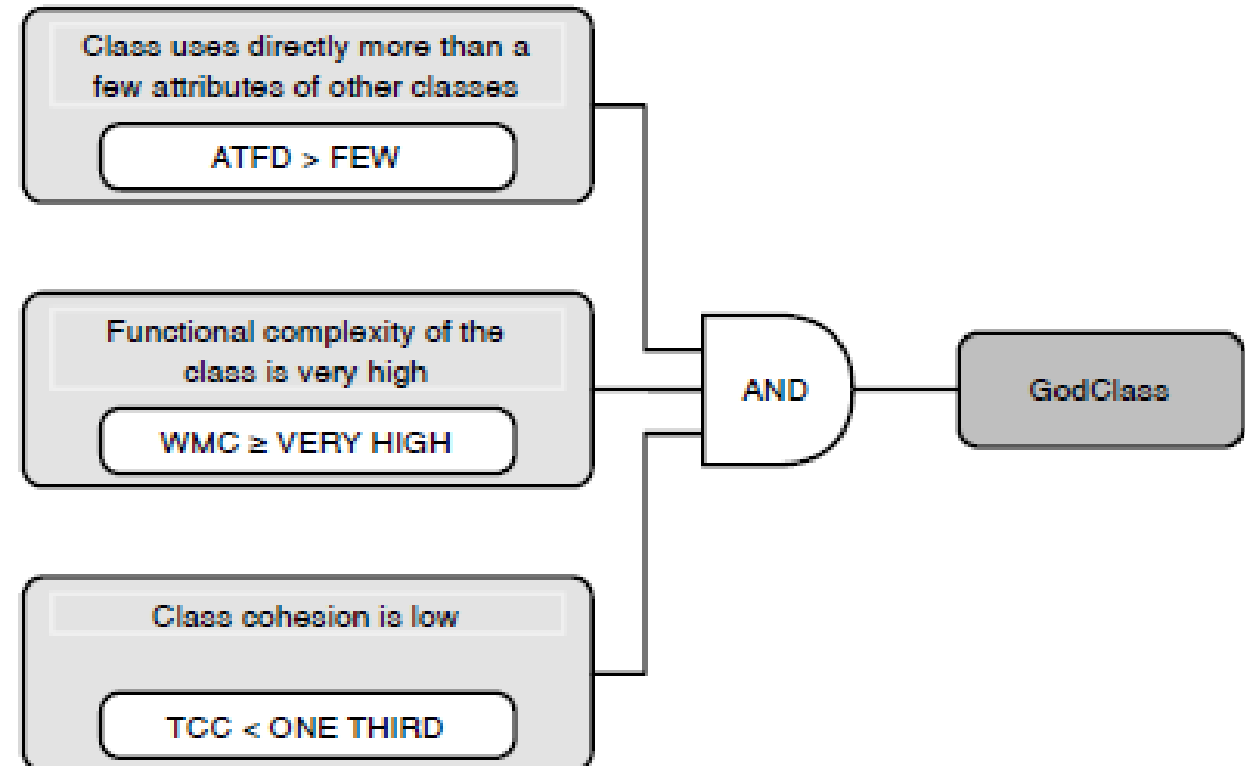 Class uses directly more than a
few attributes of other classes
ATFD > FEW
Functional complexity of the
class is very high
WMC ≥ VERY HIGH
AND
GodClass
Class cohesion is low
TCC < ONE THIRD